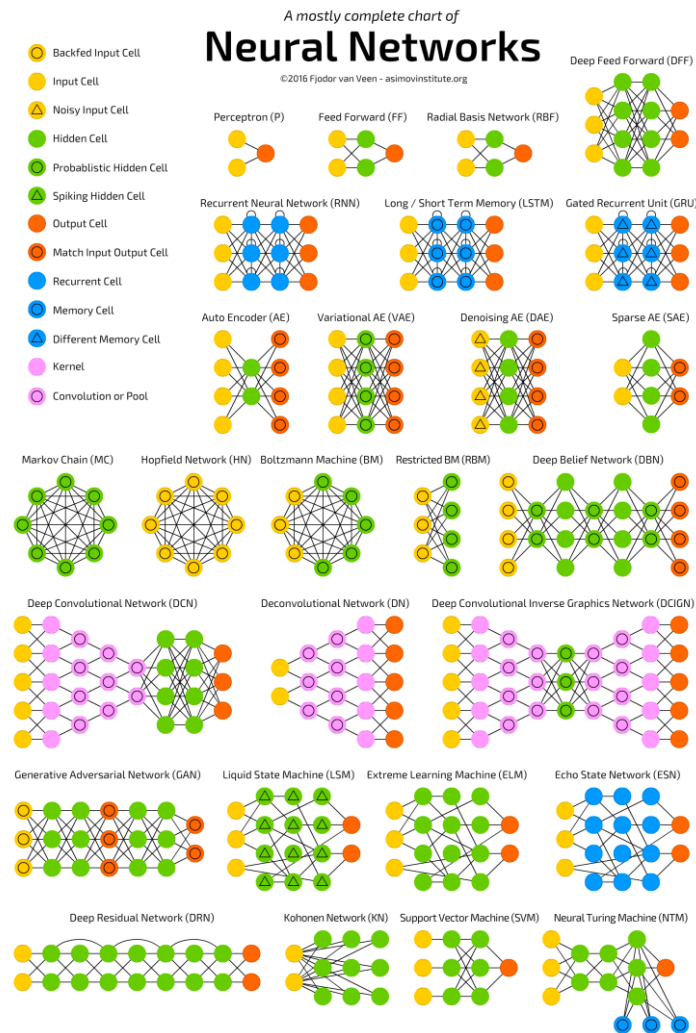 A mostly complete chart of
Neural Networks
©2016 Fjodor van Veen - asimovinstitute.org
Backfed Input Cell
Input Cell
Noisy Input Cell
Hidden Cell
Probablistic Hidden Cell
Spiking Hidden Cell
Output Cell
Match Input Output Cell
Recurrent Cell
Memory Cell
Different Memory Cell
Kernel
Convolution or Pool
Deep Feed Forward (DFF)
Perceptron (P)
Feed Forward (FF)
Radial Basis Network (RBF)
Recurrent Neural Network (RNN)
Long / Short Term Memory (LSTM)
Gated Recurrent Unit (GRU)
Auto Encoder (AE)
Variational AE (VAE)
Denoising AE (DAE)
Sparse AE (SAE)
Markov Chain (MC)
Hopfield Network (HN)
Boltzmann Machine (BM)
Restricted BM (RBM)
Deep Belief Network (DBN)
Deep Convolutional Network (DCN)
Deconvolutional Network (DN)
Deep Convolutional Inverse Graphics Network (DCIGN)
Generative Adversarial Network (GAN)
Liquid State Machine (LSM)
Extreme Learning Machine (ELM)
Echo State Network (ESN)
Deep Residual Network (DRN)
Kohonen Network (KN)
Support Vector Machine (SVM)
Neural Turing Machine (NTM)